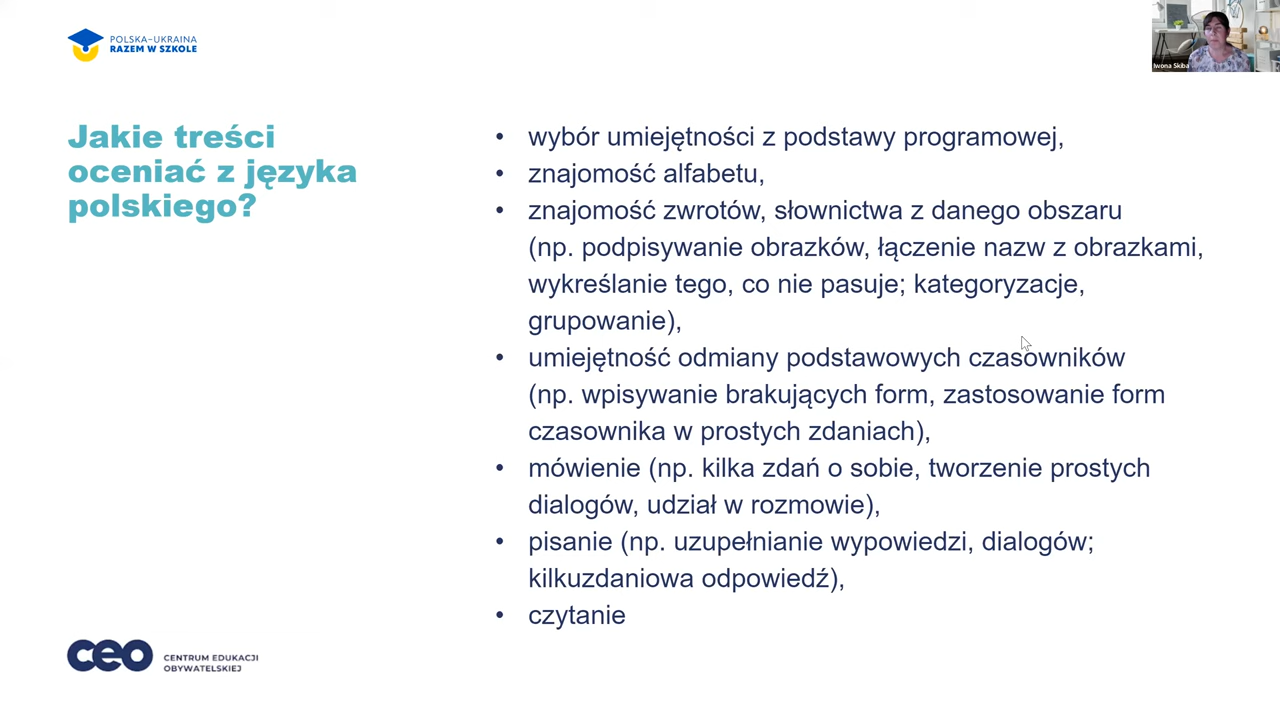 POLSKA–UKRAINA
RAZEM W SZKOLE
Iwona Skiba
Jakie treści
oceniać z języka
polskiego?
• wybór umiejętności z podstawy programowej,
• znajomość alfabetu,
• znajomość zwrotów, słownictwa z danego obszaru
(np. podpisywanie obrazków, łączenie nazw z obrazkami,
wykreślanie tego, co nie pasuje; kategoryzacje,
grupowanie),
• umiejętność odmiany podstawowych czasowników
(np. wpisywanie brakujących form, zastosowanie form
czasownika w prostych zdaniach),
• mówienie (np. kilka zdań o sobie, tworzenie prostych
dialogów, udział w rozmowie),
• pisanie (np. uzupełnianie wypowiedzi, dialogów;
kilkuzdaniowa odpowiedź),
• czytanie
ceo
CENTRUM EDUKACJI
OBYWATELSKIEJ